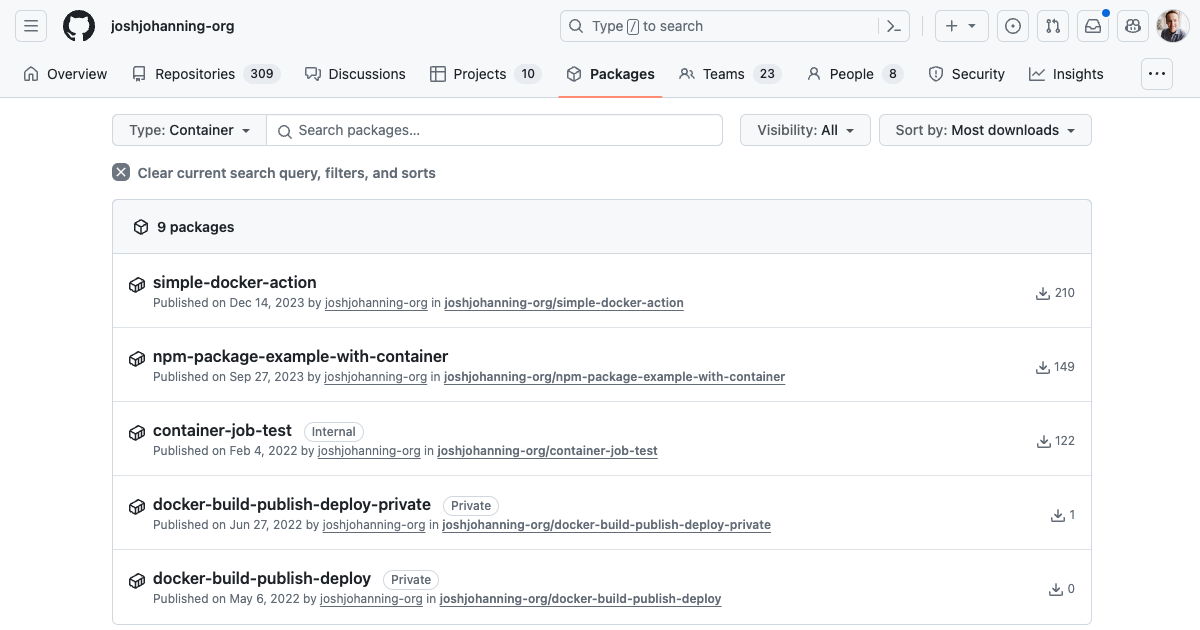 joshjohanning-org
Type / to search
Overview Repositories 309 Discussions Projects 10 Packages Teams 23 People 8 Security Insights
Type: Container Search packages... Visibility: All Sort by: Most downloads
Clear current search query, filters, and sorts
9 packages
simple-docker-action
Published on Dec 14, 2023 by joshjohanning-org in joshjohanning-org/simple-docker-action
210
npm-package-example-with-container
Published on Sep 27, 2023 by joshjohanning-org in joshjohanning-org/npm-package-example-with-container
149
container-job-test Internal
Published on Feb 4, 2022 by joshjohanning-org in joshjohanning-org/container-job-test
122
docker-build-publish-deploy-private Private
Published on Jun 27, 2022 by joshjohanning-org in joshjohanning-org/docker-build-publish-deploy-private
1
docker-build-publish-deploy Private
Published on May 6, 2022 by joshjohanning-org in joshjohanning-org/docker-build-publish-deploy
0